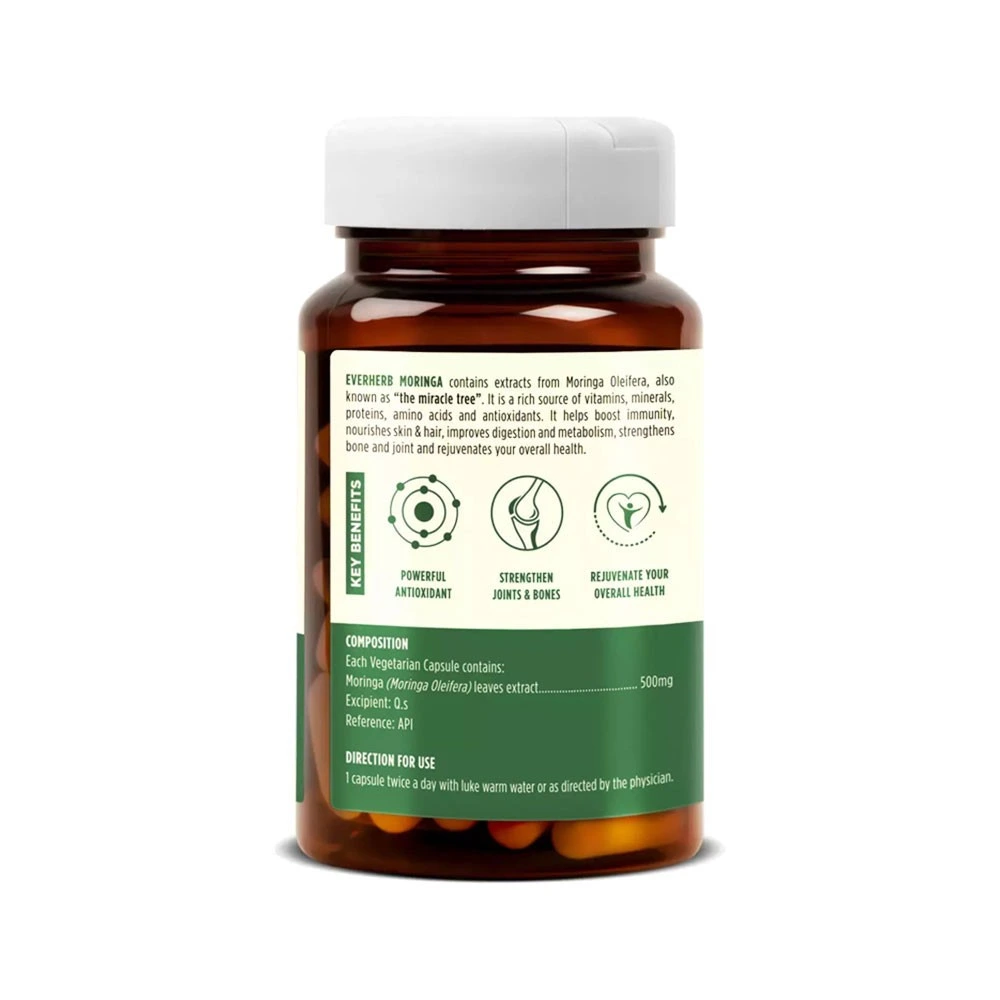 EVERHERB MORINGA contains extracts from Moringa Oleifera, also
known as “the miracle tree”. It is a rich source of vitamins, minerals,
proteins, amino acids and antioxidants. It helps boost immunity,
nourishes skin & hair, improves digestion and metabolism, strengthens
bone and joint and rejuvenates your overall health.
KEY BENEFITS
POWERFUL
ANTIOXIDANT
STRENGTHEN
JOINTS & BONES
REJUVENATE YOUR
OVERALL HEALTH
COMPOSITION
Each Vegetarian Capsule contains:
Moringa (Moringa Oleifera) leaves extract................................ 500mg
Excipient: Q.s
Reference: API
DIRECTION FOR USE
1 capsule twice a day with luke warm water or as directed by the physician.